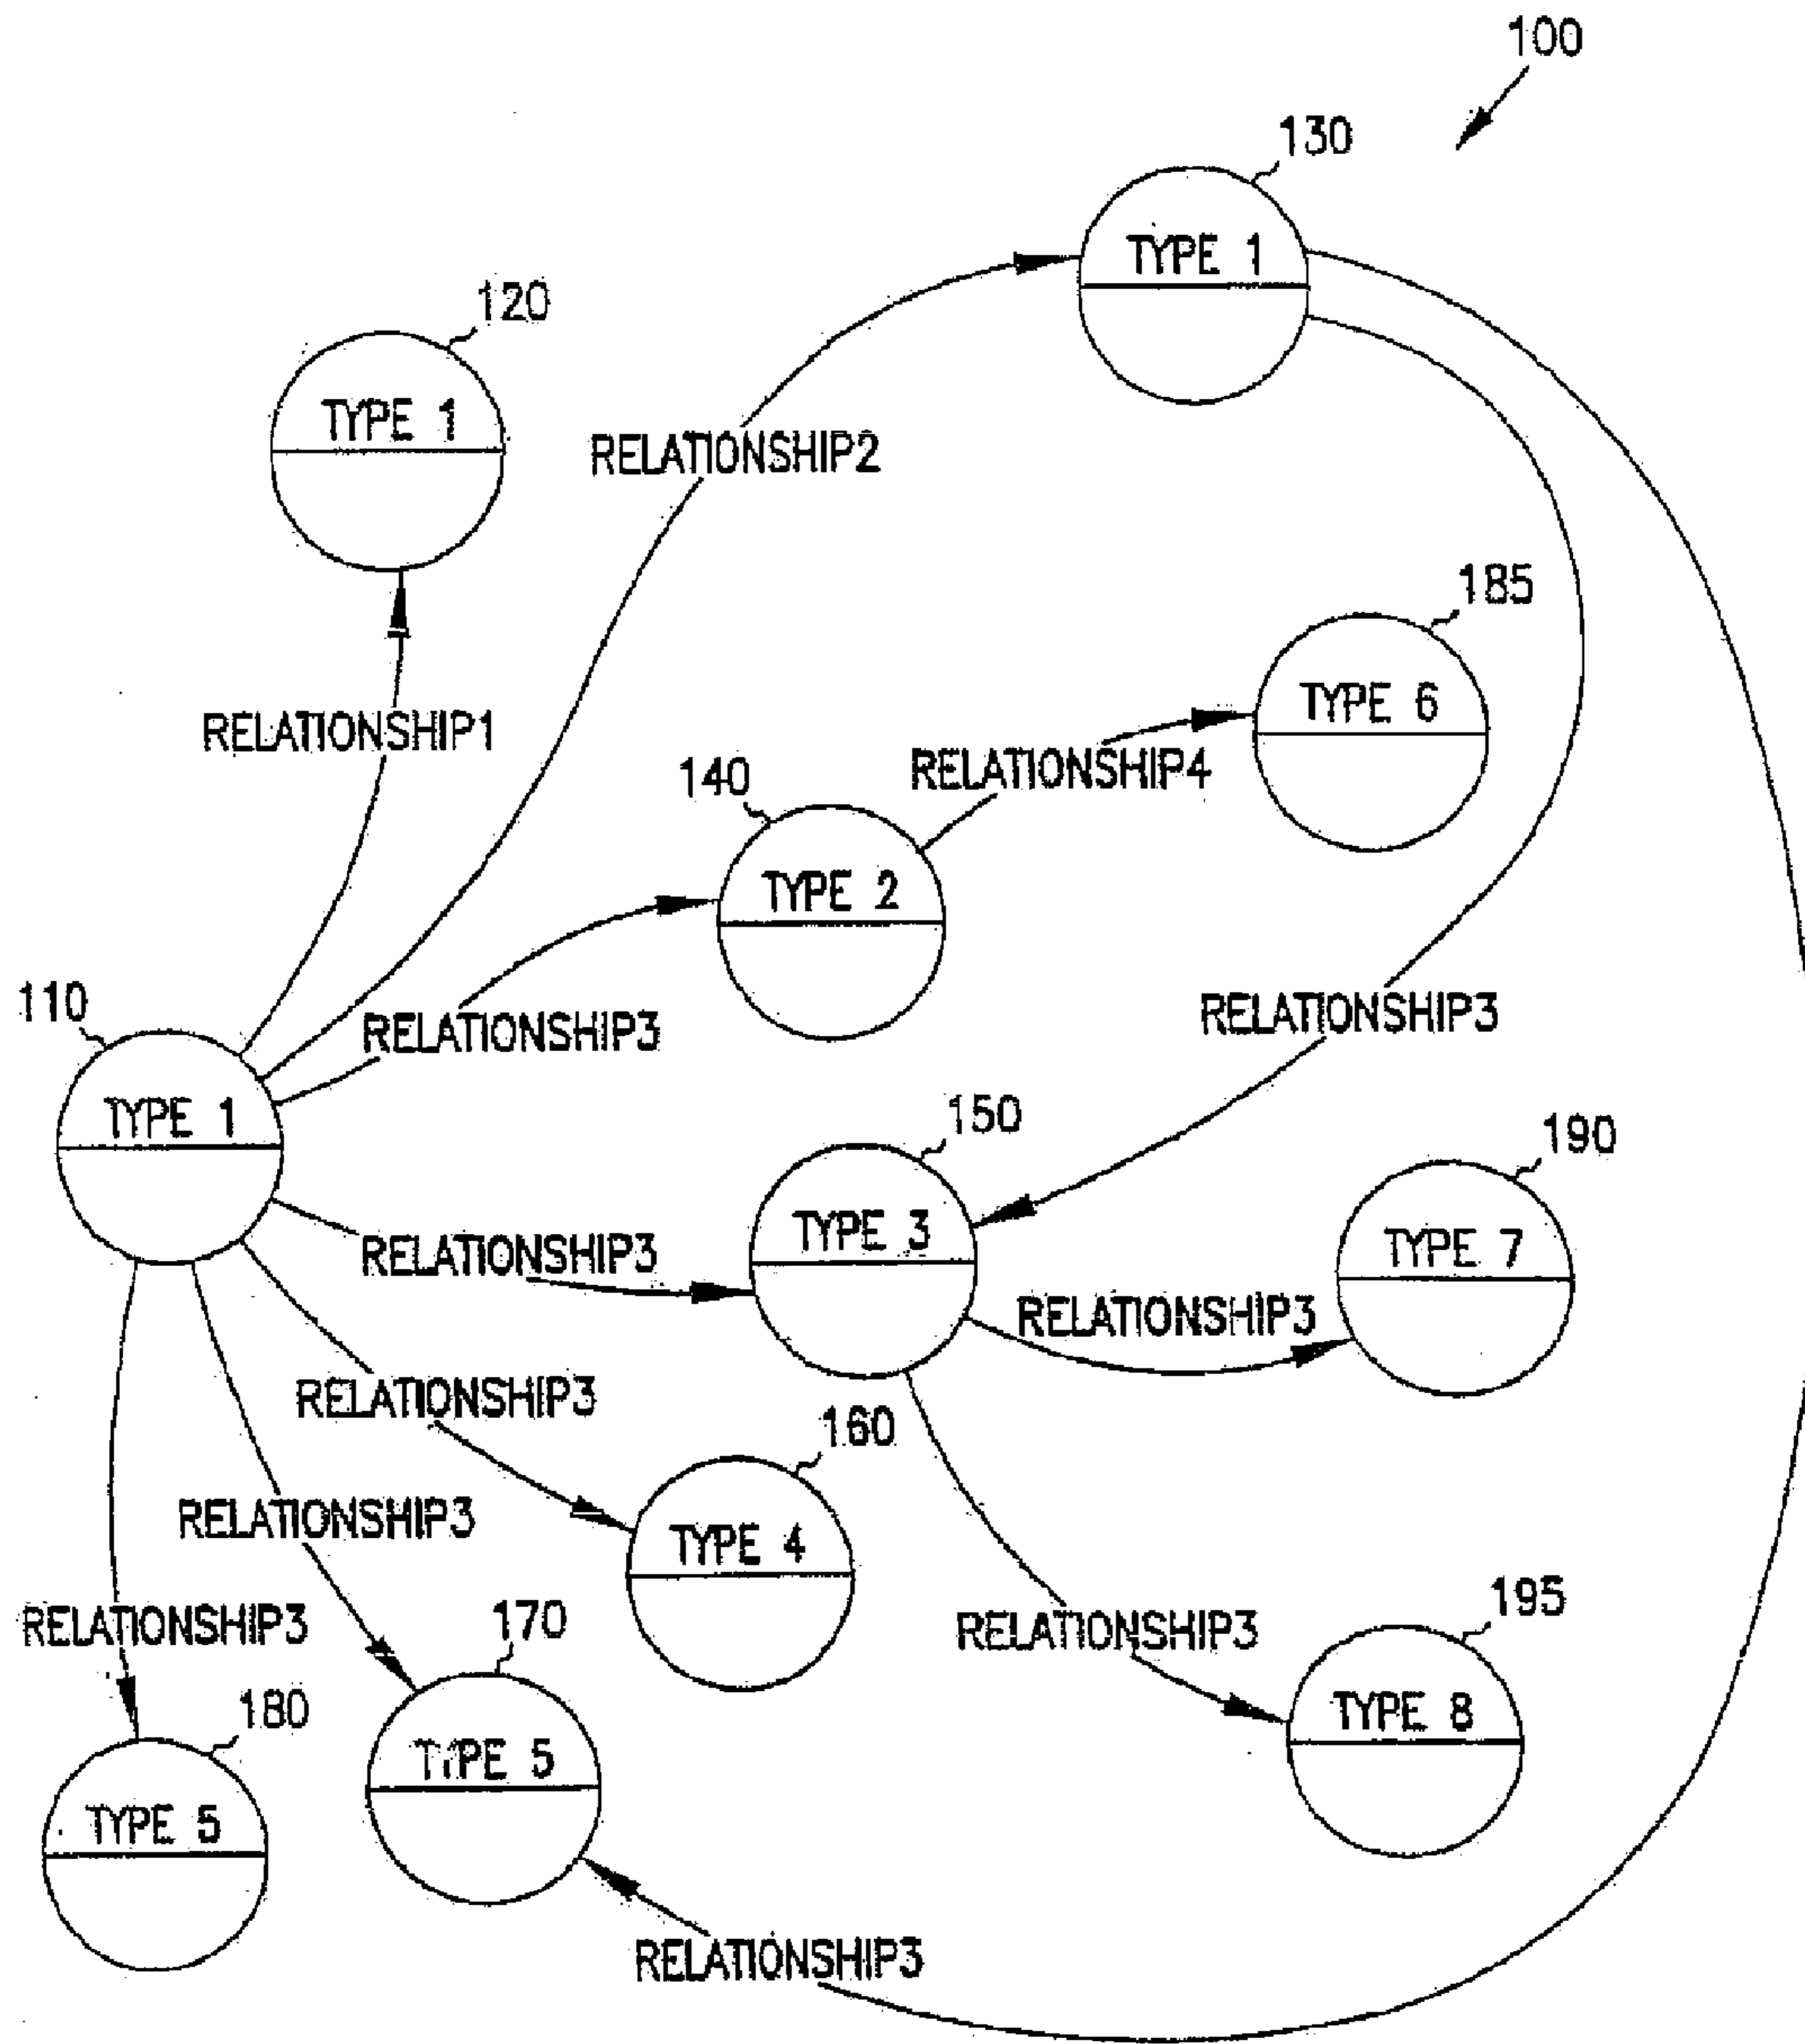 100
130
TYPE 1
120
TYPE 1
RELATIONSHIP2
185
TYPE 6
RELATIONSHIP1
140
RELATIONSHIP4
TYPE 2
110
RELATIONSHIP3
RELATIONSHIP3
TYPE 1
150
190
TYPE 3
TYPE 7
RELATIONSHIP3
RELATIONSHIP3
RELATIONSHIP3
160
TYPE 4
RELATIONSHIP3
195
RELATIONSHIP3
170
RELATIONSHIP3
180
TYPE 8
TYPE 5
TYPE 5
RELATIONSHIP3